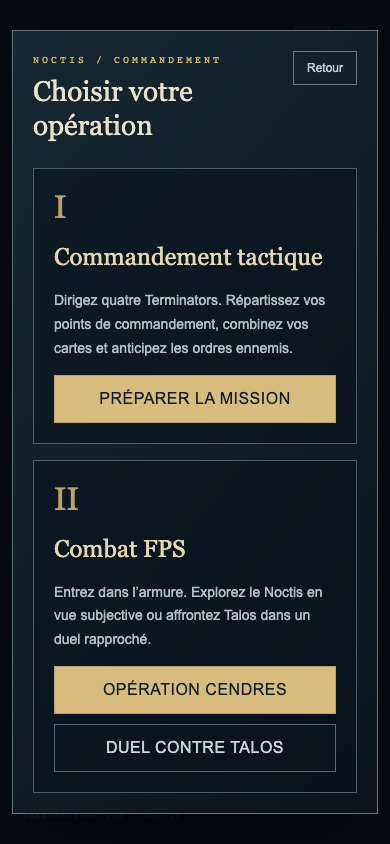 NOCTIS / COMMANDEMENT
Retour
Choisir votre
opération
I
Commandement tactique
Dirigez quatre Terminators. Répartissez vos
points de commandement, combinez vos
cartes et anticipez les ordres ennemis.
PRÉPARER LA MISSION
II
Combat FPS
Entrez dans l’armure. Explorez le Noctis en
vue subjective ou affrontez Talos dans un
duel rapproché.
OPÉRATION CENDRES
DUEL CONTRE TALOS